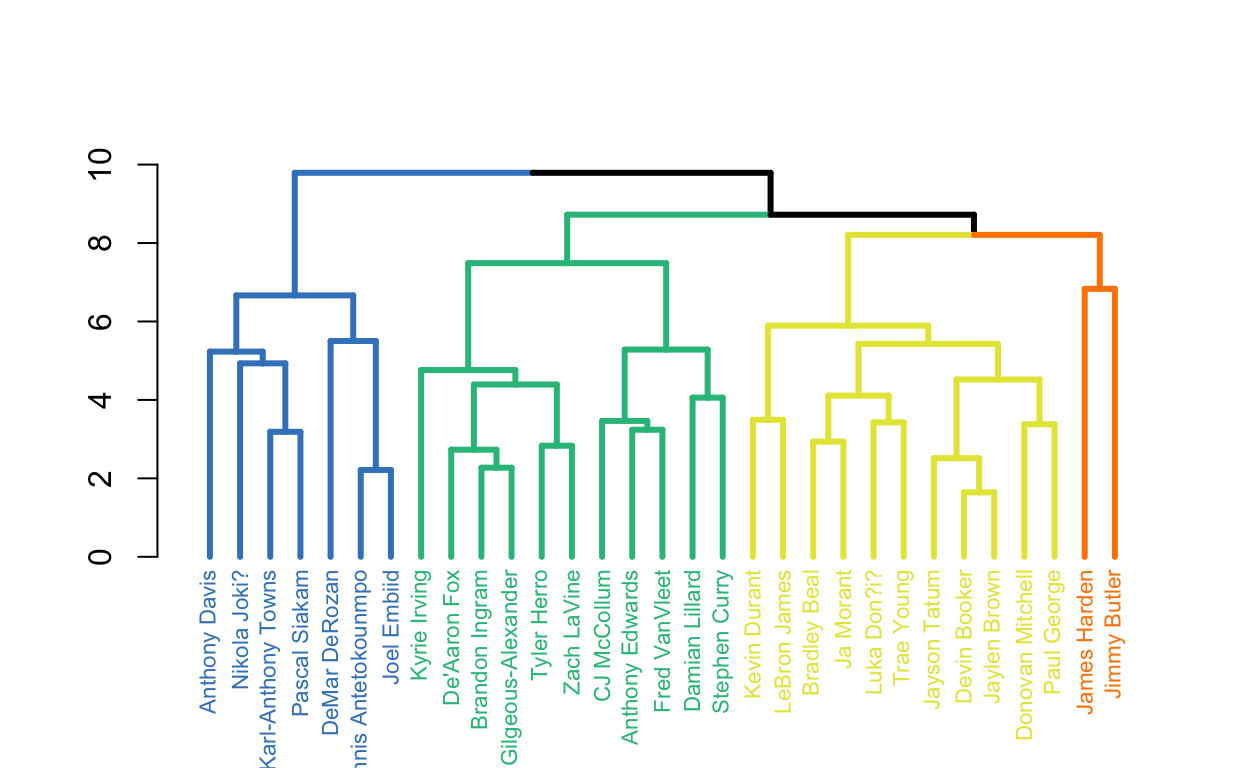 10
8
6
4
2
0
Anthony Davis
Nikola Joki?
Karl-Anthony Towns
Pascal Siakam
DeMar DeRozan
nnis Antetokounmpo
Joel Embiid
Kyrie Irving
De'Aaron Fox
Brandon Ingram
Gilgeous-Alexander
Tyler Herro
Zach LaVine
CJ McCollum
Anthony Edwards
Fred VanVleet
Damian Lillard
Stephen Curry
Kevin Durant
LeBron James
Bradley Beal
Ja Morant
Luka Don?i?
Trae Young
Jayson Tatum
Devin Booker
Jaylen Brown
Donovan Mitchell
Paul George
James Harden
Jimmy Butler